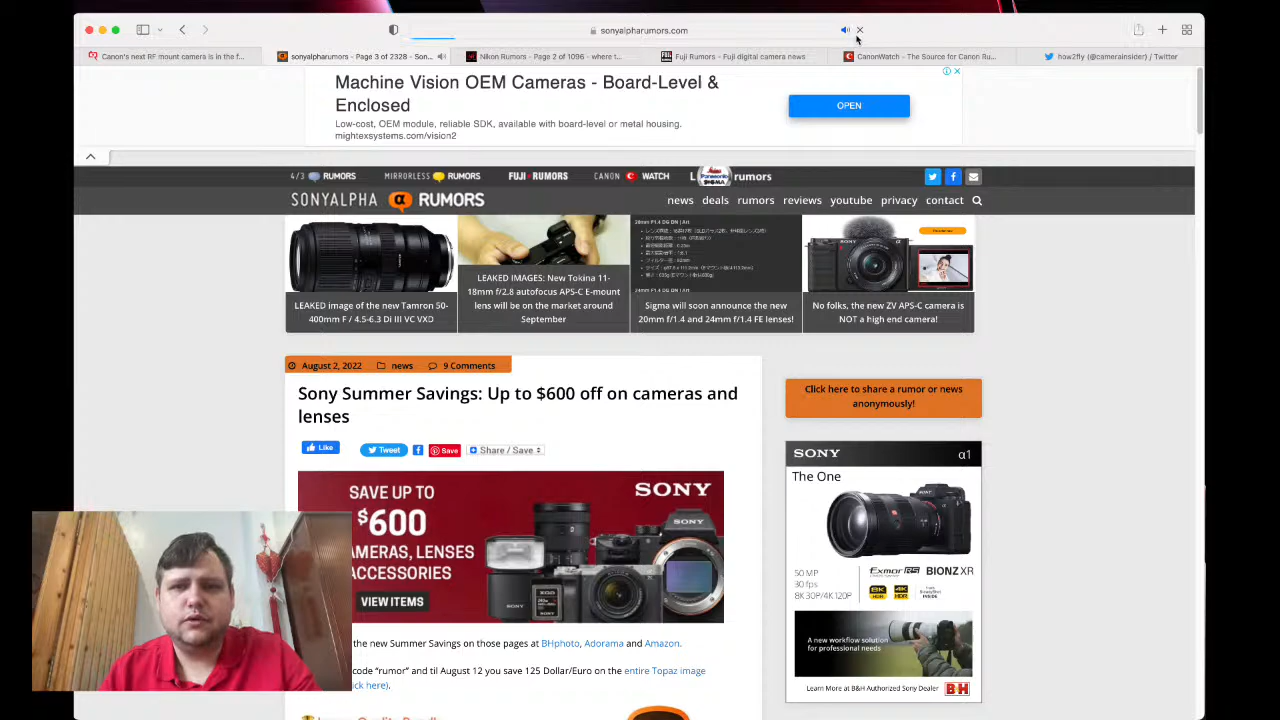 sonyalpharumors.com
Canon's next RF mount camera is in the f...
sonyalpharumors - Page 3 of 2328 - Son...
Nikon Rumors - Page 2 of 1096 - where t...
Fuji Rumors - Fuji digital camera news
CanonWatch – The Source for Canon Ru...
how2fly (@camerainsider) / Twitter
Machine Vision OEM Cameras - Board-Level &
Enclosed
Low-cost, OEM module, reliable SDK, available with board-level or metal housing.
mightexsystems.com/vision2
OPEN
4/3 RUMORS
MIRRORLESS RUMORS
FUJI RUMORS
CANON WATCH
L Panasonic SIGMA rumors
SONYALPHA α RUMORS
news deals rumors reviews youtube privacy contact
LEAKED image of the new Tamron 50-
400mm F / 4.5-6.3 Di III VC VXD
LEAKED IMAGES: New Tokina 11-
18mm f/2.8 autofocus APS-C E-mount
lens will be on the market around
September
Sigma will soon announce the new
20mm f/1.4 and 24mm f/1.4 FE lenses!
SONY
No folks, the new ZV APS-C camera is
NOT a high end camera!
August 2, 2022 news 9 Comments
Sony Summer Savings: Up to $600 off on cameras and
lenses
Like Tweet Save Share / Save
SAVE UP TO
$600
AMERAS, LENSES
ACCESSORIES
VIEW ITEMS
SONY
SONY
the new Summer Savings on those pages at BHphoto, Adorama and Amazon.
code “rumor” and til August 12 you save 125 Dollar/Euro on the entire Topaz image
ick here).
Click here to share a rumor or news
anonymously!
SONY α1
The One
50 MP
30 fps
8K30P/4K120P
Exmor RS BIONZ XR
8K HDR 4K HDR
A new workflow solution
for professional needs
Learn More at B&H Authorized Sony Dealer B&H